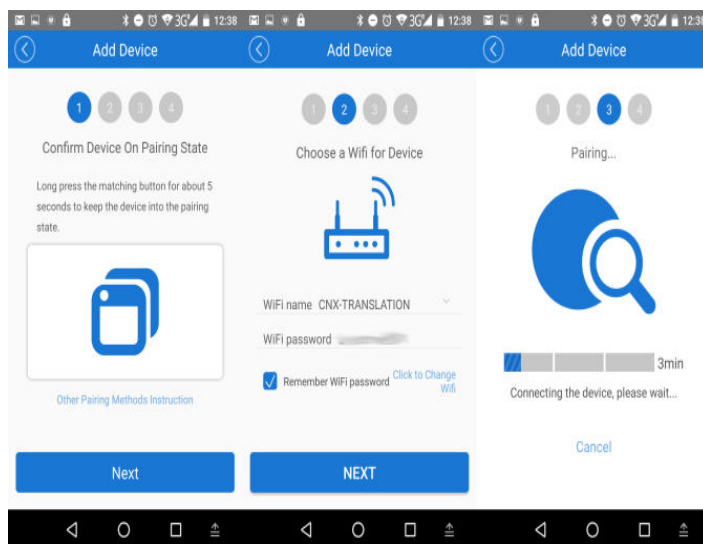 3G 12:38
Add Device
1 2 3 4
Confirm Device On Pairing State
Long press the matching button for about 5
seconds to keep the device into the pairing
state.
Other Pairing Methods Instruction
Next
3G 12:38
Add Device
1 2 3 4
Choose a Wifi for Device
WiFi name CNX-TRANSLATION
WiFi password
Remember WiFi password
Click to Change
Wifi
NEXT
3G 12:38
Add Device
1 2 3 4
Pairing...
3min
Connecting the device, please wait...
Cancel